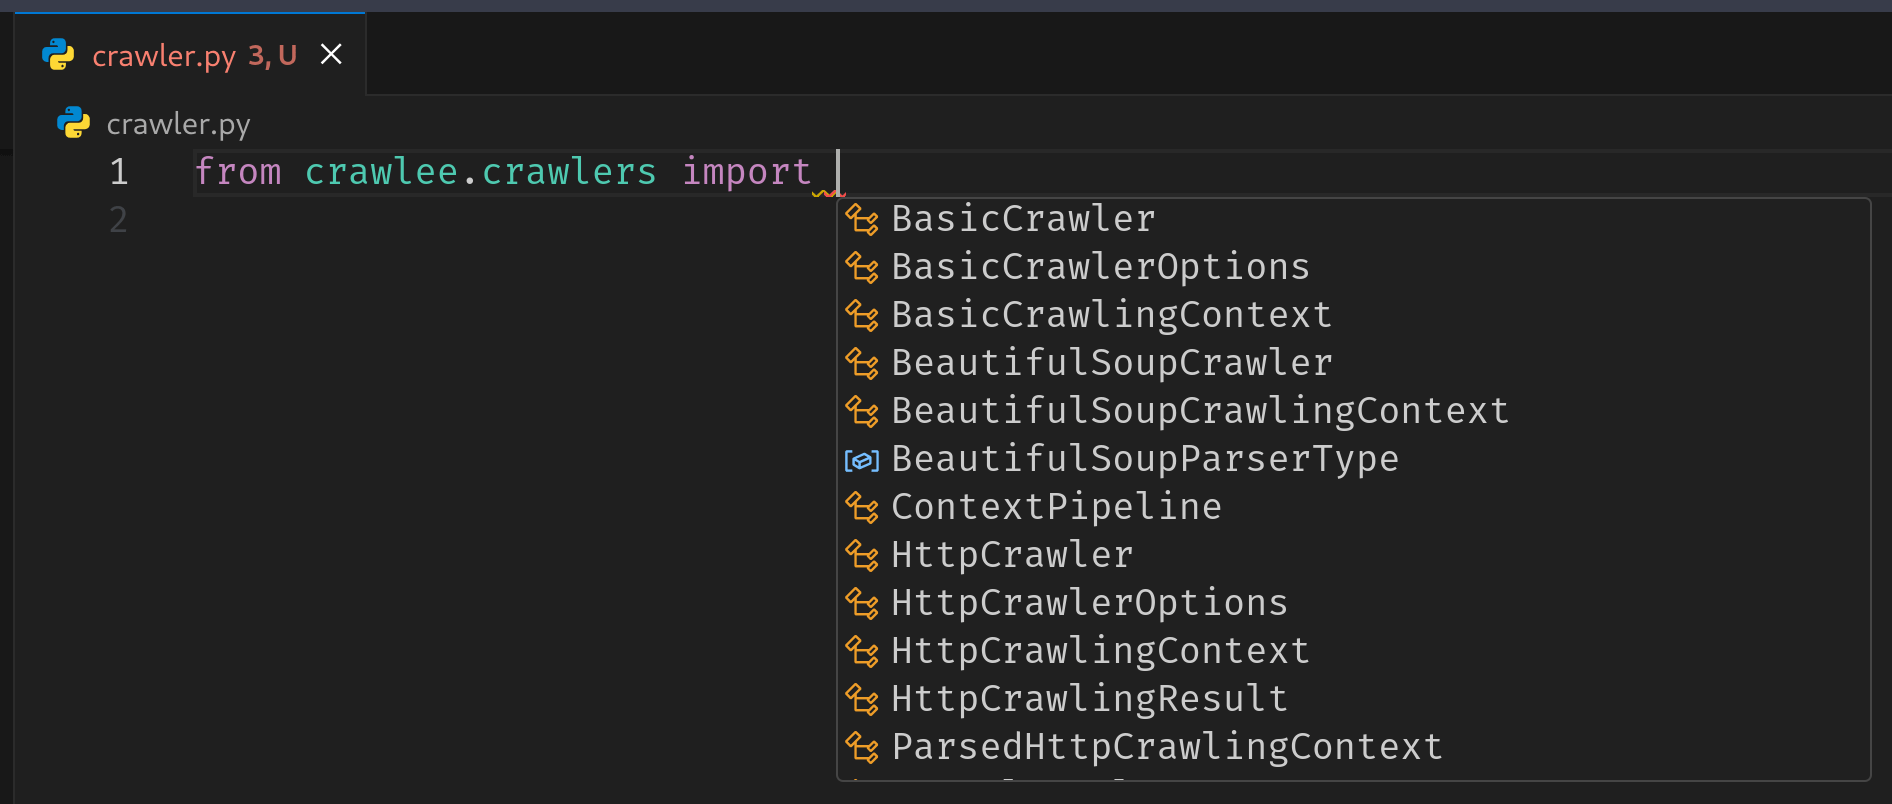 crawler.py 3, U
crawler.py
1 from crawlee.crawlers import
2
BasicCrawler
BasicCrawlerOptions
BasicCrawlingContext
BeautifulSoupCrawler
BeautifulSoupCrawlingContext
BeautifulSoupParserType
ContextPipeline
HttpCrawler
HttpCrawlerOptions
HttpCrawlingContext
HttpCrawlingResult
ParsedHttpCrawlingContext